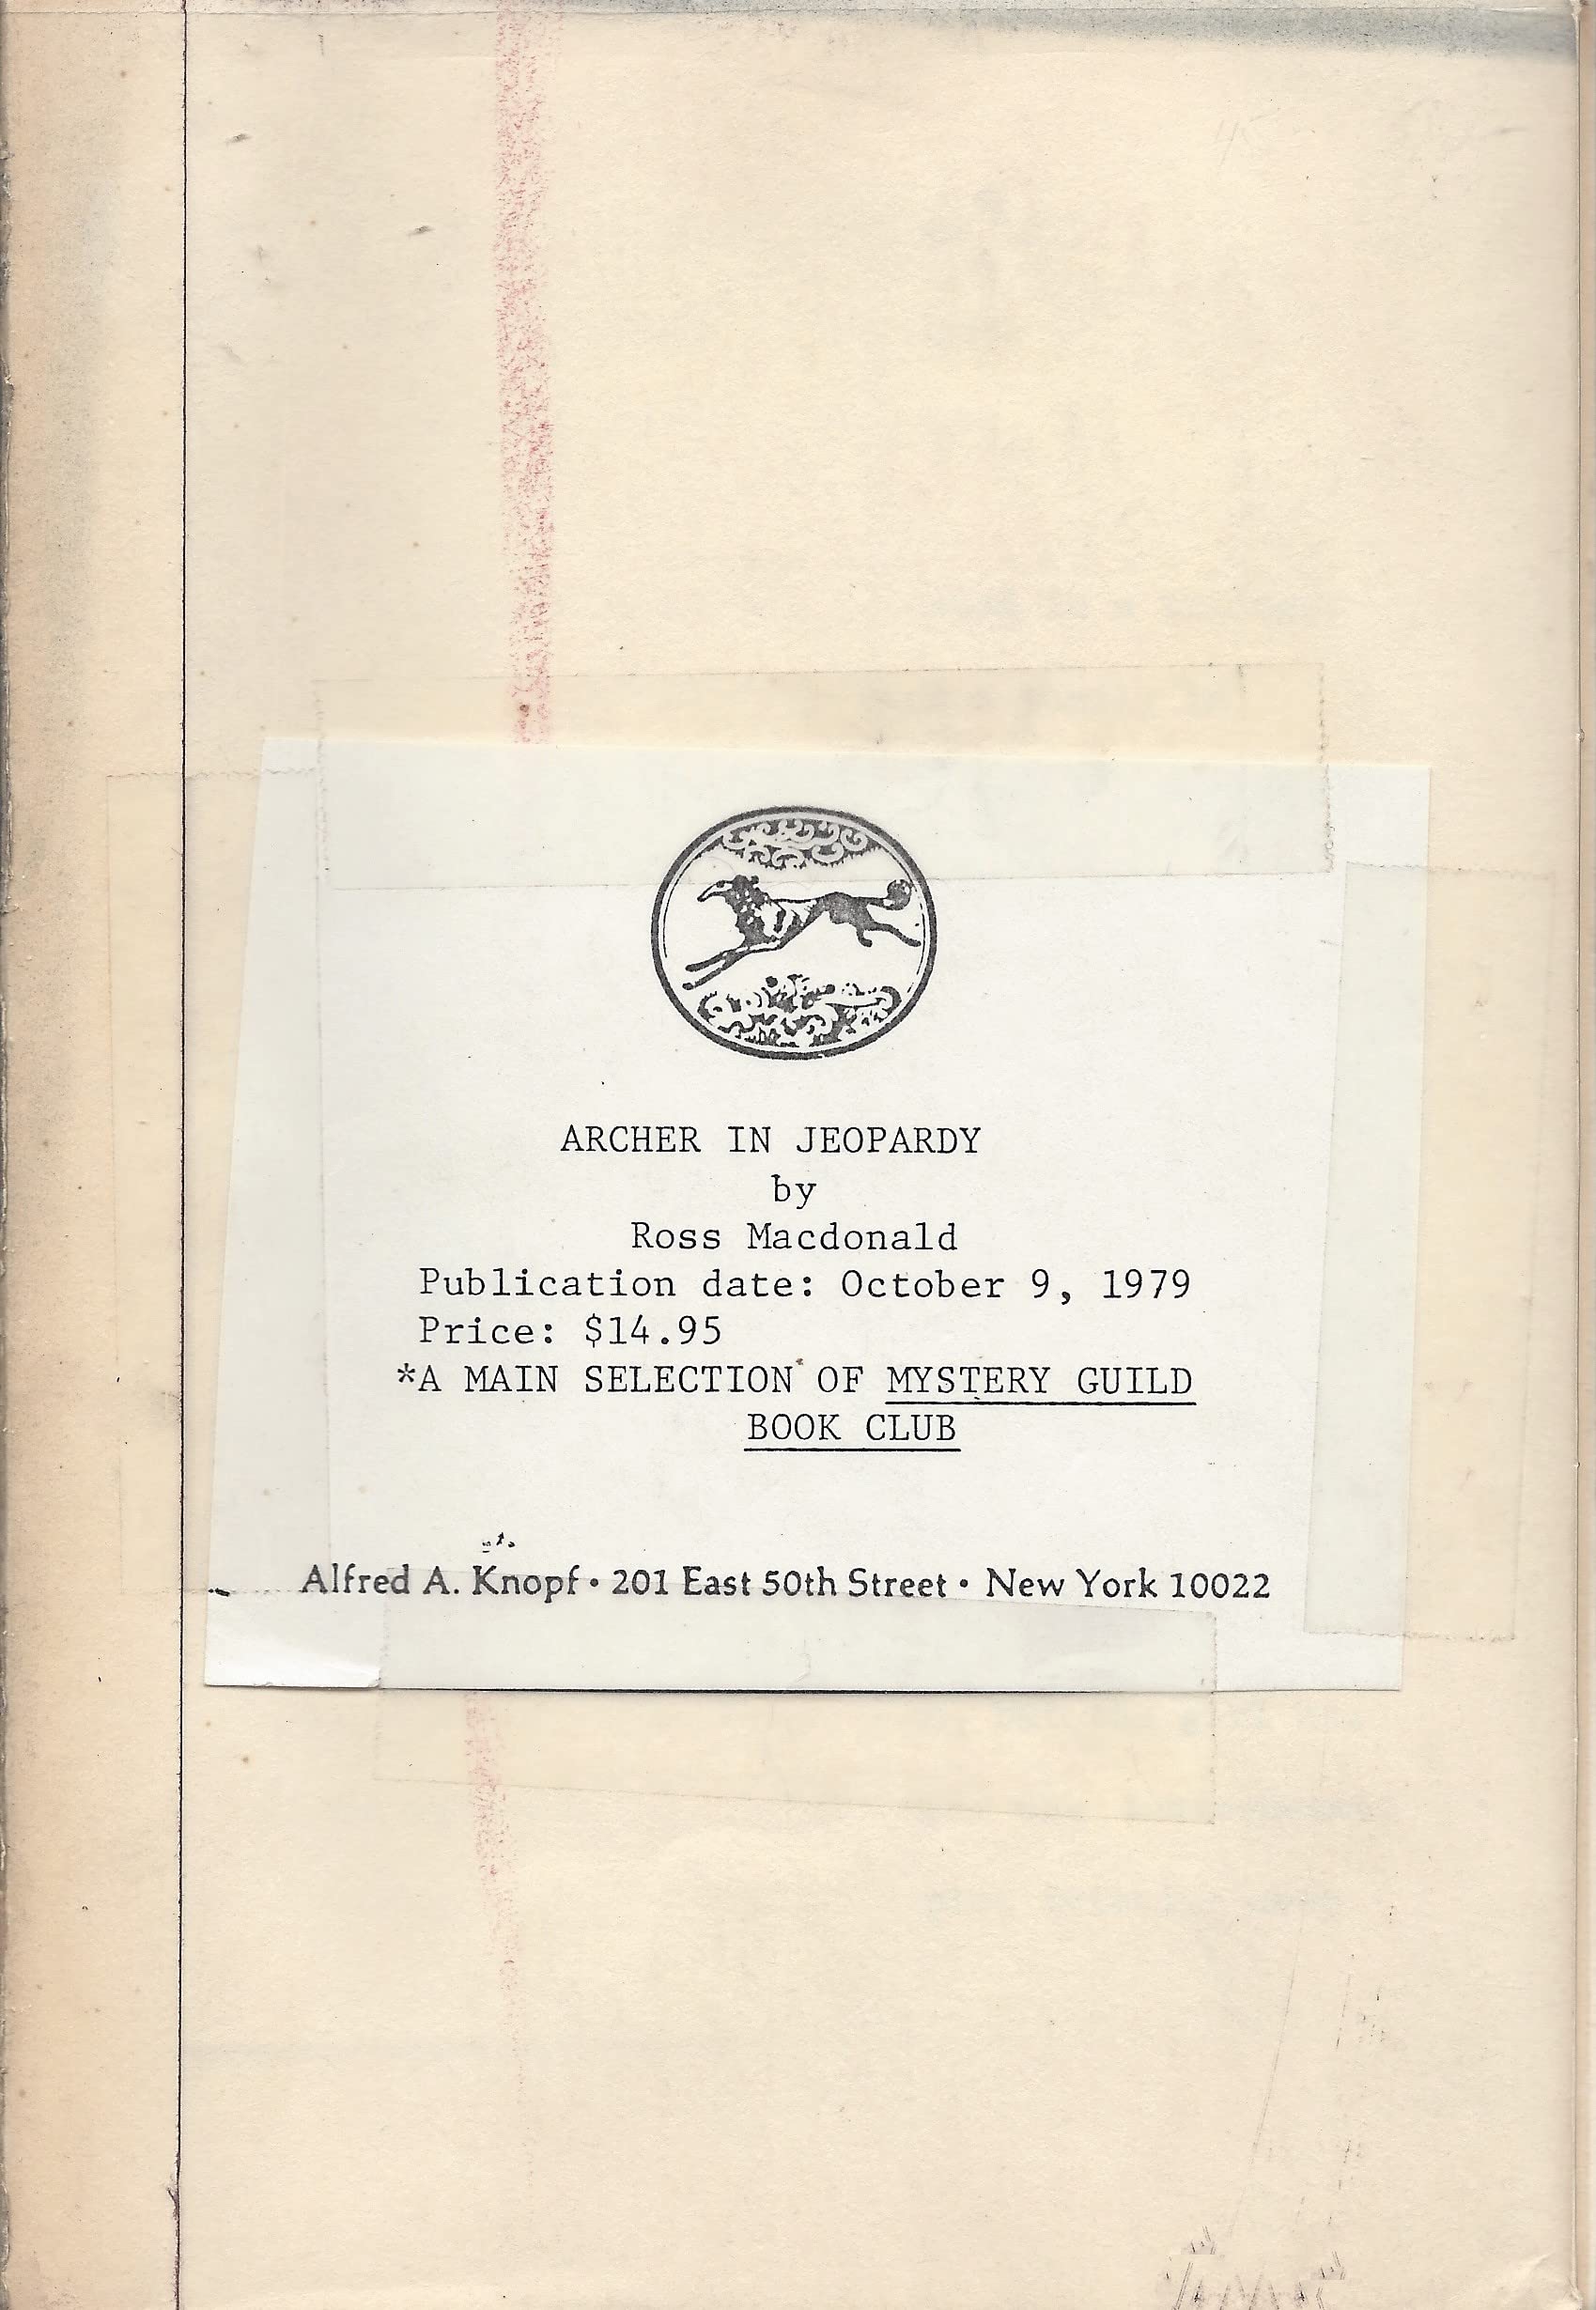 ARCHER IN JEOPARDY
by
Ross Macdonald
Publication date: October 9, 1979
Price: $14.95
*A MAIN SELECTION OF MYSTERY GUILD
BOOK CLUB
Alfred A. Knopf • 201 East 50th Street • New York 10022